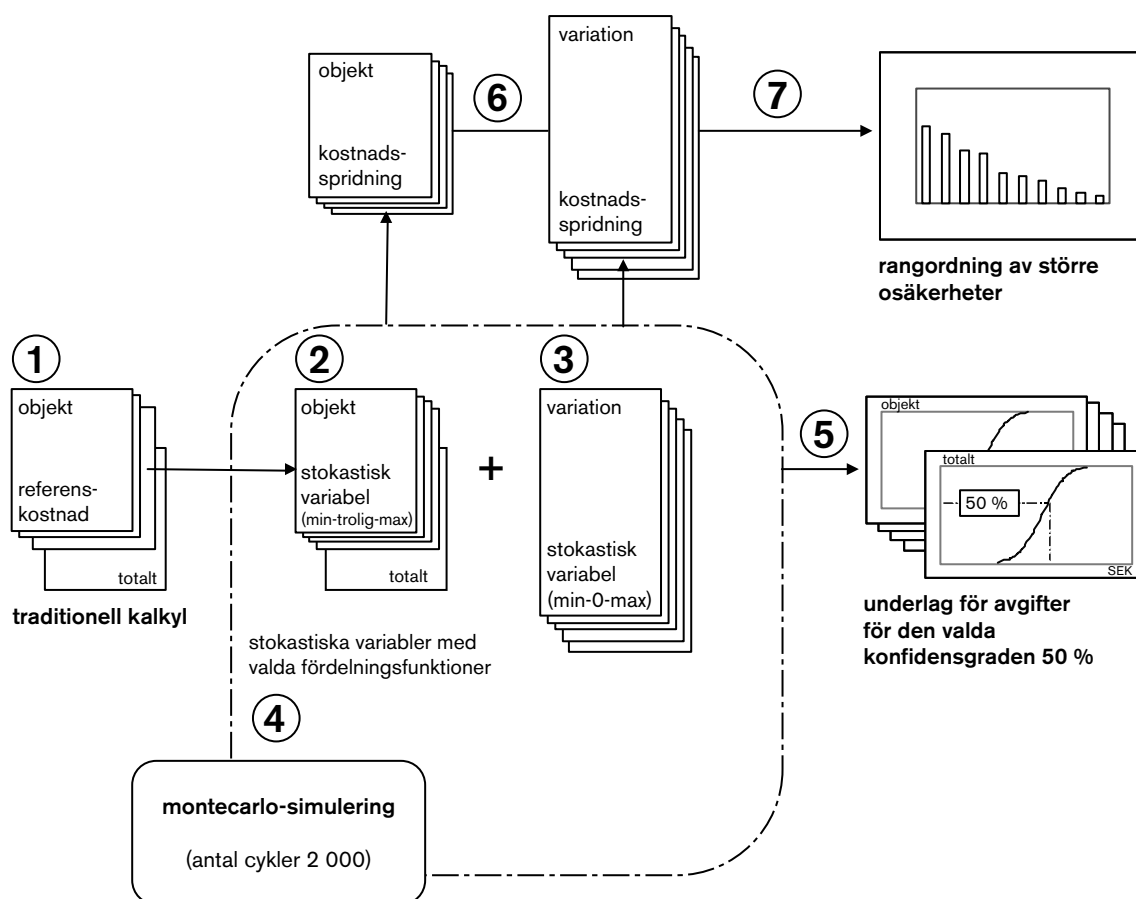 objekt
kostnads-
spridning
6
variation
kostnads-
spridning
7
rangordning av större
osäkerheter
1
objekt
referens-
kostnad
totalt
traditionell kalkyl
2
objekt
stokastisk
variabel
(min-trolig-max)
totalt
+
3
variation
stokastisk
variabel
(min-0-max)
stokastiska variabler med
valda fördelningsfunktioner
4
montecarlo-simulering
(antal cykler 2 000)
5
objekt
totalt
50 %
SEK
underlag för avgifter
för den valda
konfidensgraden 50 %